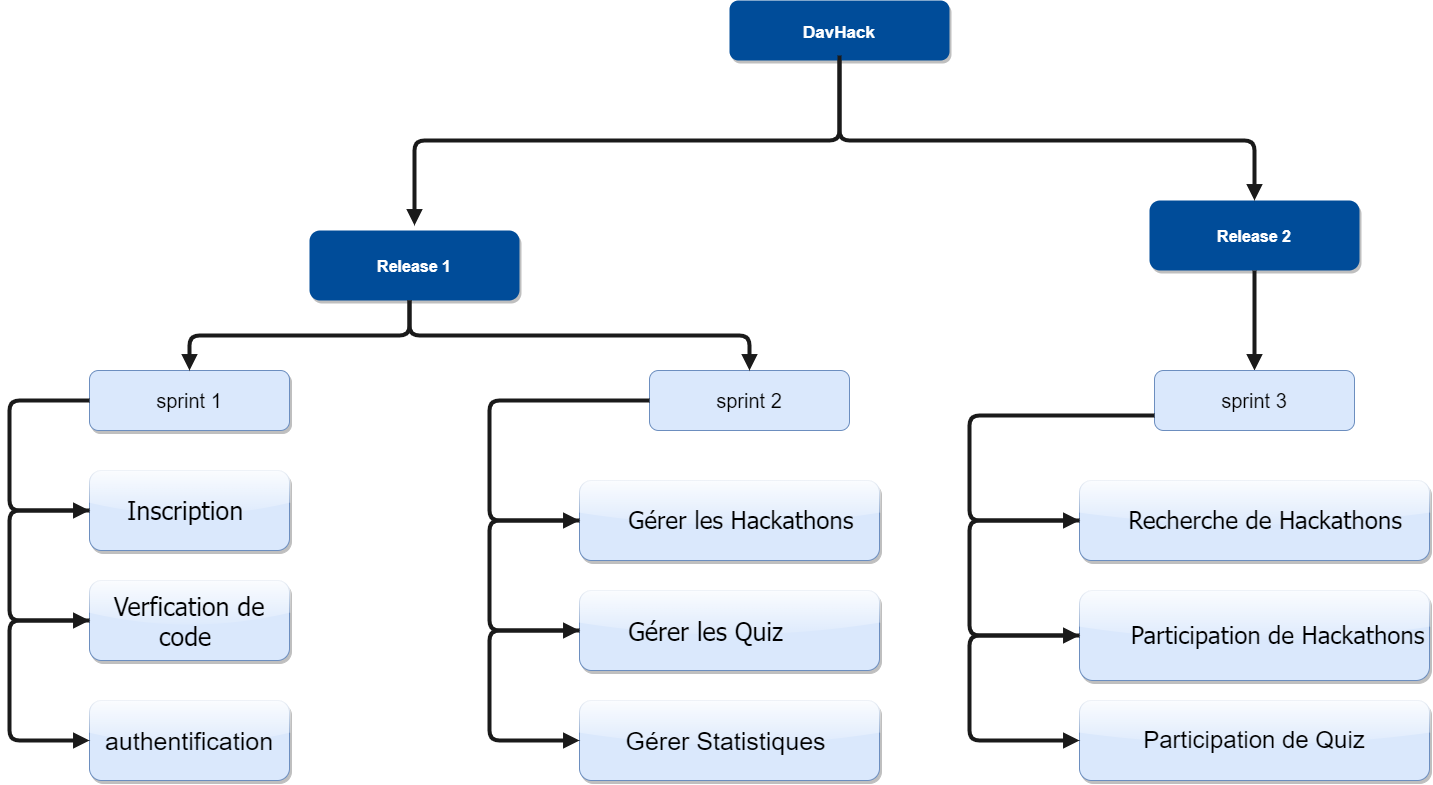 DavHack
Release 1
Release 2
sprint 1
sprint 2
sprint 3
Inscription
Verfication de
code
authentification
Gérer les Hackathons
Gérer les Quiz
Gérer Statistiques
Recherche de Hackathons
Participation de Hackathons
Participation de Quiz